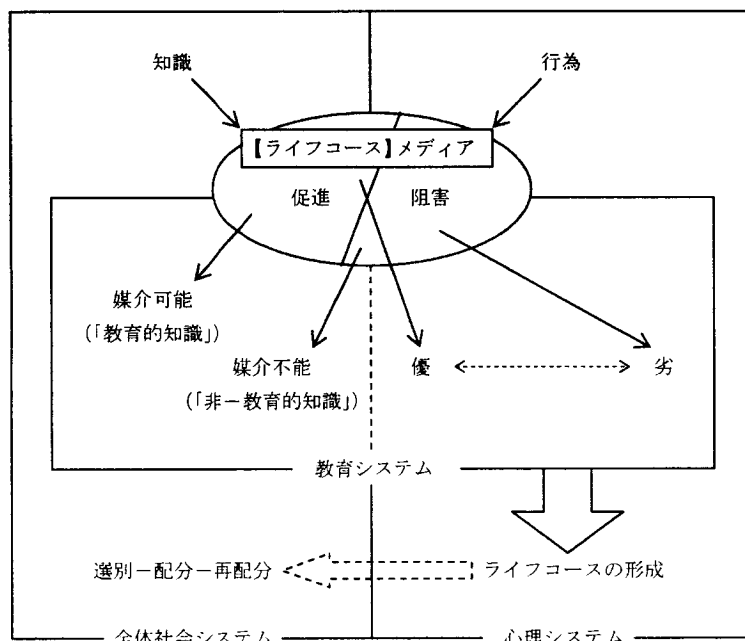 知識
行為
【ライフコース】メディア
促進
阻害
媒介可能
(「教育的知識」)
媒介不能
(「非－教育的知識」)
優
劣
教育システム
選別－配分－再配分
ライフコースの形成
全体社会システム
心理システム